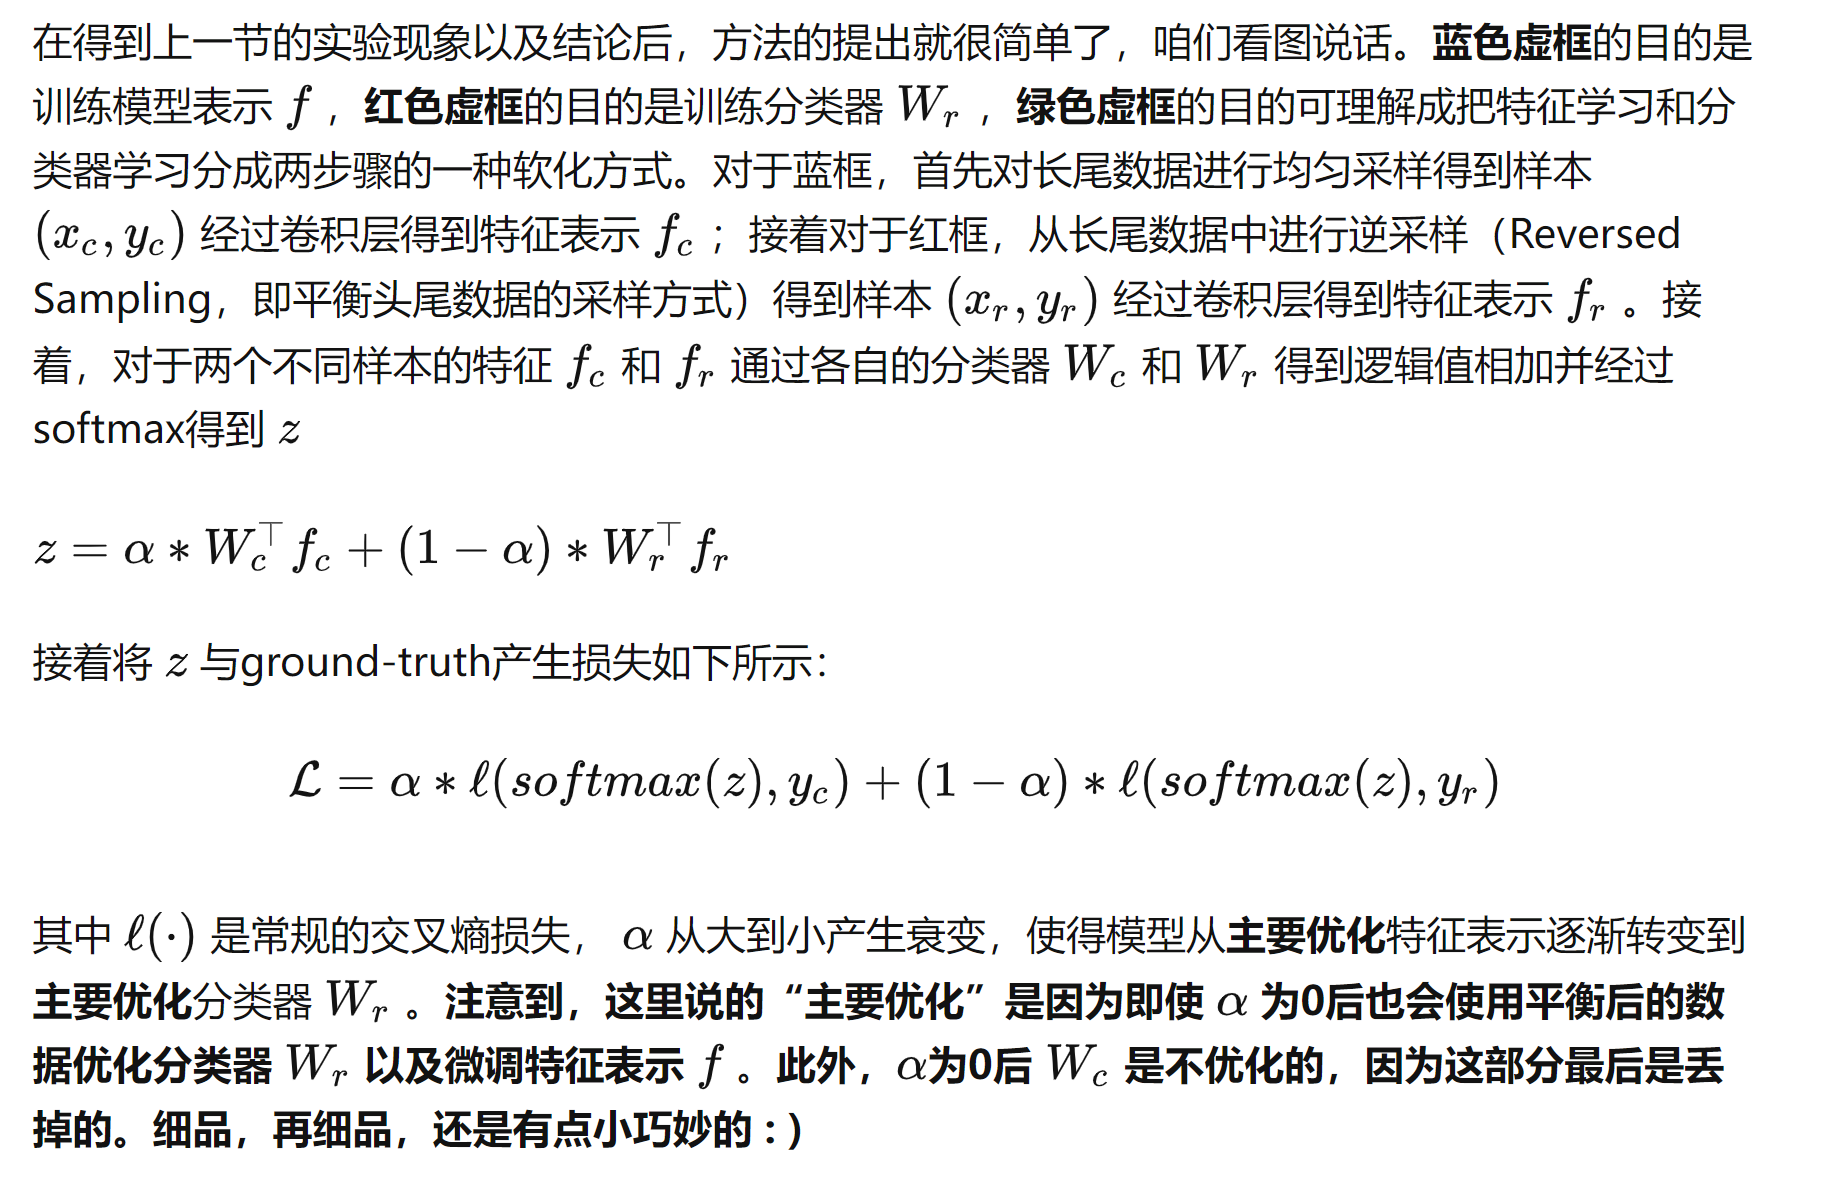 在得到上一节的实验现象以及结论后，方法的提出就很简单了，咱们看图说话。蓝色虚框的目的是
训练模型表示 f ，红色虚框的目的是训练分类器 W_r ，绿色虚框的目的可理解成把特征学习和分
类器学习分成两步骤的一种软化方式。对于蓝框，首先对长尾数据进行均匀采样得到样本
(x_c, y_c) 经过卷积层得到特征表示 f_c ；接着对于红框，从长尾数据中进行逆采样（Reversed
Sampling，即平衡头尾数据的采样方式）得到样本 (x_r, y_r) 经过卷积层得到特征表示 f_r 。接
着，对于两个不同样本的特征 f_c 和 f_r 通过各自的分类器 W_c 和 W_r 得到逻辑值相加并经过
softmax得到 z
z = α ∗ W_c^⊤ f_c + (1 − α) ∗ W_r^⊤ f_r
接着将 z 与ground-truth产生损失如下所示：
ℒ = α ∗ ℓ(softmax(z), y_c) + (1 − α) ∗ ℓ(softmax(z), y_r)
其中 ℓ(·) 是常规的交叉熵损失， α 从大到小产生衰变，使得模型从主要优化特征表示逐渐转变到
主要优化分类器 W_r 。注意到，这里说的“主要优化”是因为即使 α 为0后也会使用平衡后的数
据优化分类器 W_r 以及微调特征表示 f 。此外，α为0后 W_c 是不优化的，因为这部分最后是丢
掉的。细品，再细品，还是有点小巧妙的：)